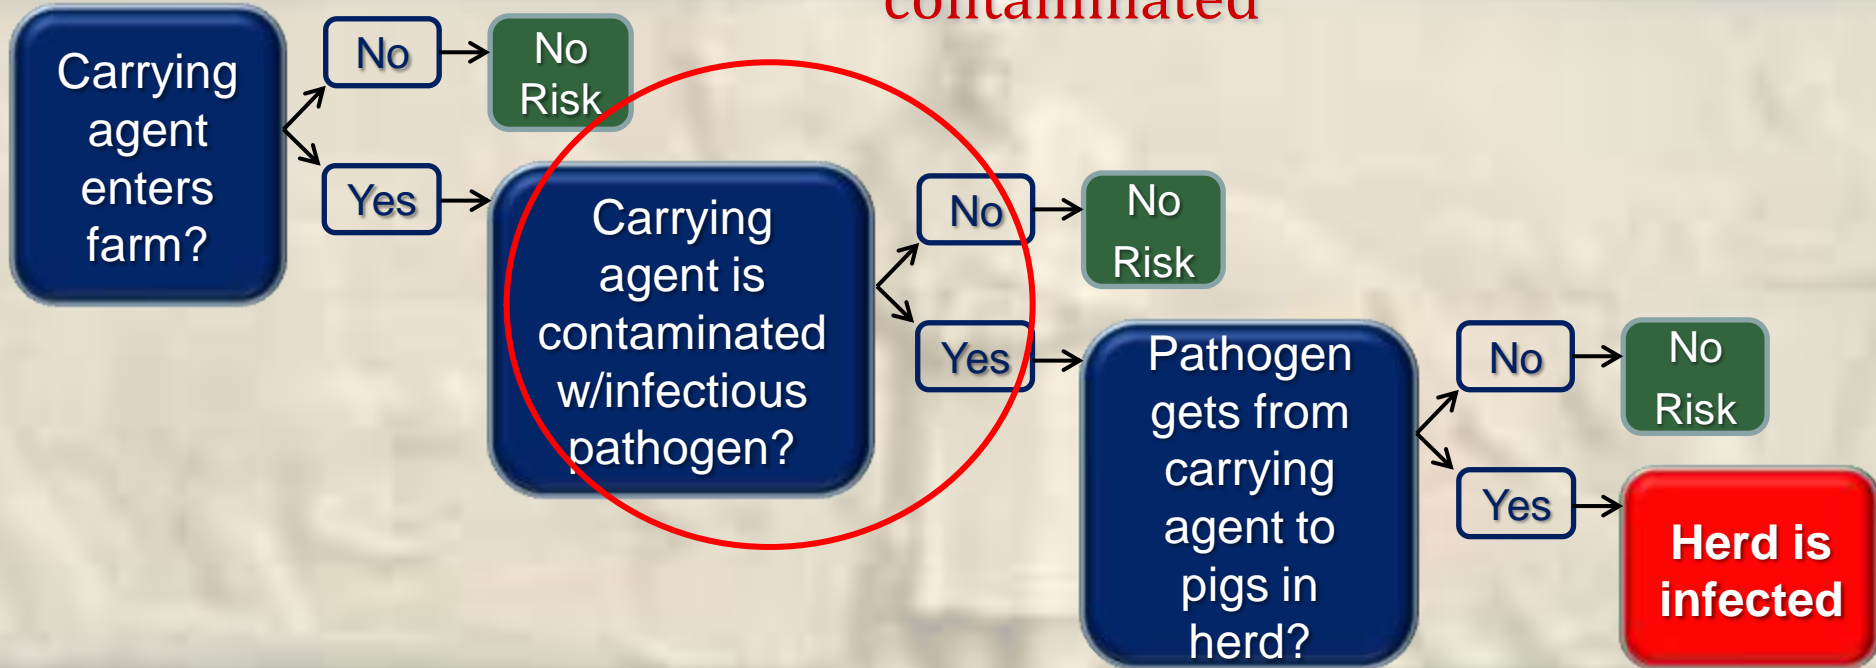 contaminated
Carrying
agent
enters
farm?
No
No
Risk
Yes
Carrying
agent is
contaminated
w/infectious
pathogen?
No
No
Risk
Yes
Pathogen
gets from
carrying
agent to
pigs in
herd?
No
No
Risk
Yes
Herd is
infected